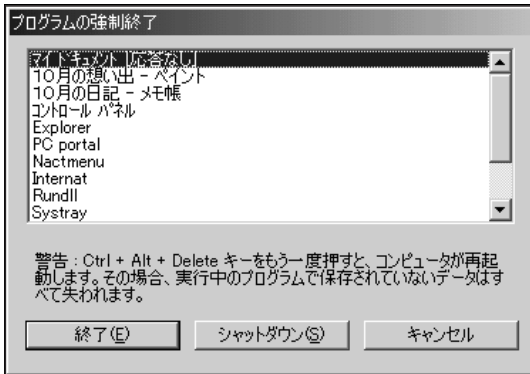 プログラムの強制終了
マイ ドキュメント [応答なし]
10月の想い出 - ペイント
10月の日記 - メモ帳
コントロール パネル
Explorer
PC portal
Nactmenu
Internat
Rundll
Systray
警告 : Ctrl + Alt + Delete キーをもう一度押すと、コンピュータが再起
動します。その場合、実行中のプログラムで保存されていないデータはす
べて失われます。
終了(E)
シャットダウン(S)
キャンセル